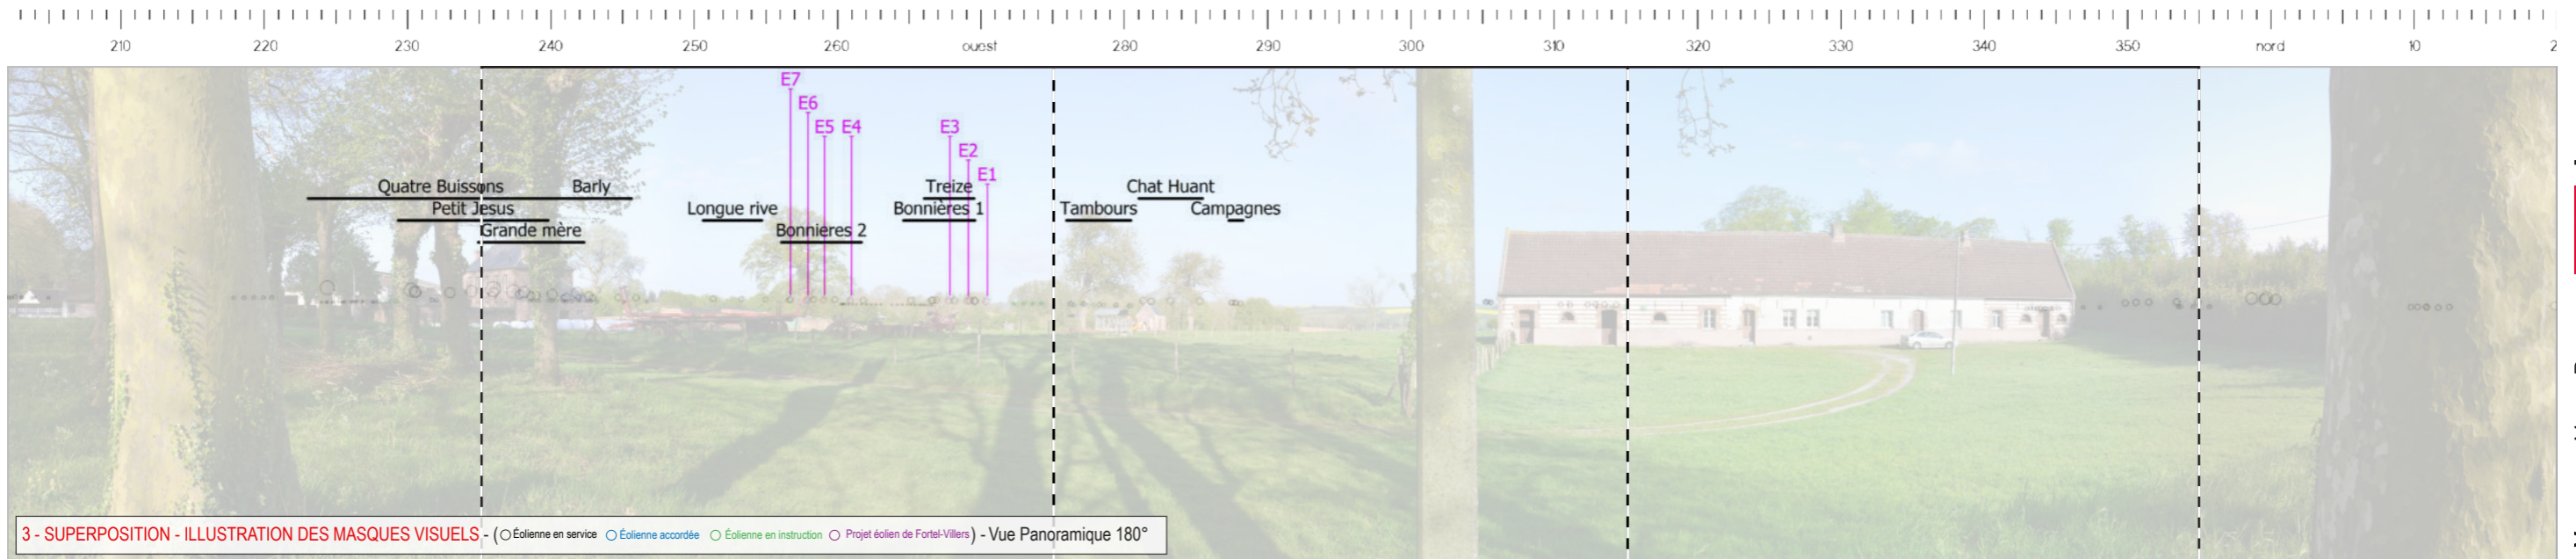 210 220 230 240 250 260 ouest 280 290 300 310 320 330 340 350 nord 10 2
E7
E6
E5 E4 E3
E2
E1
Quatre Buissons Barly Treize Chat Huant
Petit Jesus Longue rive Bonnières 1 Tambours Campagnes
Grande mère Bonnieres 2
3 - SUPERPOSITION - ILLUSTRATION DES MASQUES VISUELS - ( Éolienne en service Éolienne accordée Éolienne en instruction Projet éolien de Fortel-Villers) - Vue Panoramique 180°